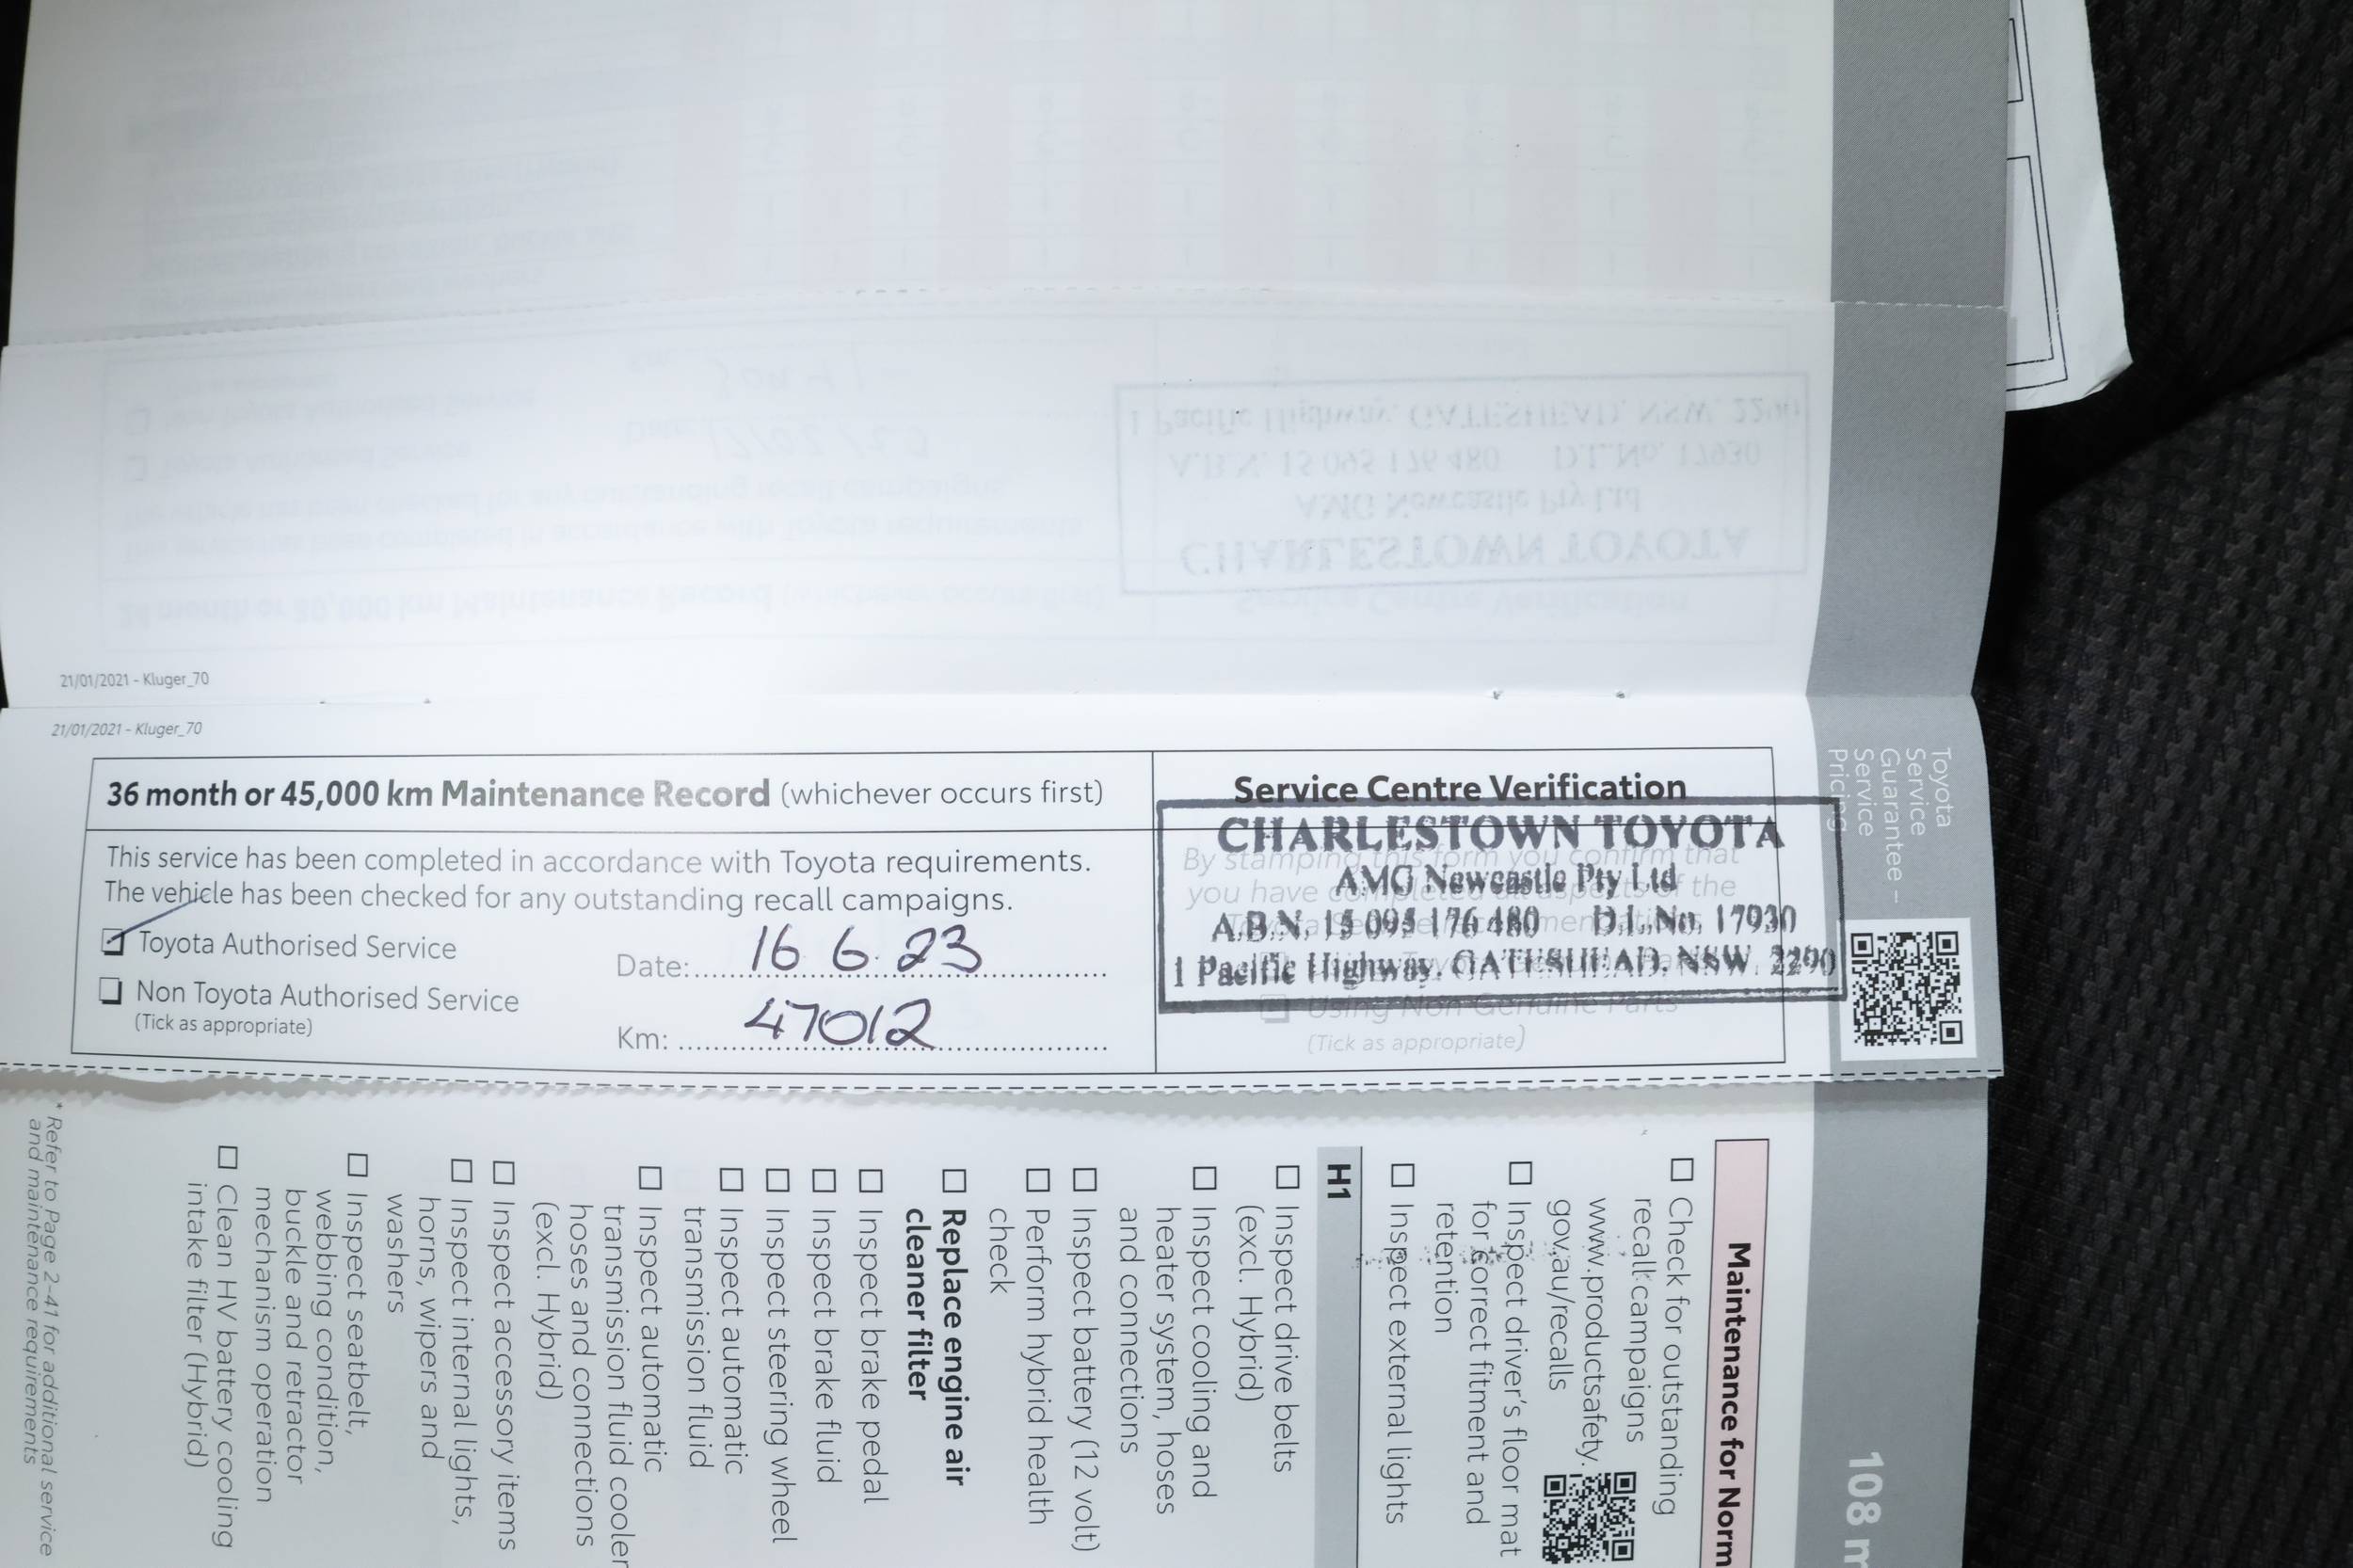 21/01/2021 - Kluger_70
21/01/2021 - Kluger_70
36 month or 45,000 km Maintenance Record (whichever occurs first)
This service has been completed in accordance with Toyota requirements.
The vehicle has been checked for any outstanding recall campaigns.
Toyota Authorised Service
Non Toyota Authorised Service
(Tick as appropriate)
Date: 16 6 23
Km: 47012
Service Centre Verification
By stamping this form you confirm that
you have completed all aspects of the
CHARLESTOWN TOYOTA
AMG Newcastle Pty Ltd
A.B.N. 15 095 176 480 D.L.No. 17930
1 Pacific Highway. GATESHEAD. NSW. 2290
Using Non Genuine Parts
(Tick as appropriate)
Toyota
Service
Guarantee –
Service
Pricing
108 m
Maintenance for Norm
Check for outstanding
recall campaigns
www.productsafety.
gov.au/recalls
Inspect driver's floor mat
for correct fitment and
retention
Inspect external lights
H1
Inspect drive belts
(excl. Hybrid)
Inspect cooling and
heater system, hoses
and connections
Inspect battery (12 volt)
Perform hybrid health
check
Replace engine air
cleaner filter
Inspect brake pedal
Inspect brake fluid
Inspect steering wheel
Inspect automatic
transmission fluid
Inspect automatic
transmission fluid cooler
hoses and connections
(excl. Hybrid)
Inspect accessory items
Inspect internal lights,
horns, wipers and
washers
Inspect seatbelt,
webbing condition,
buckle and retractor
mechanism operation
Clean HV battery cooling
intake filter (Hybrid)
* Refer to Page 2-41 for additional service
and maintenance requirements